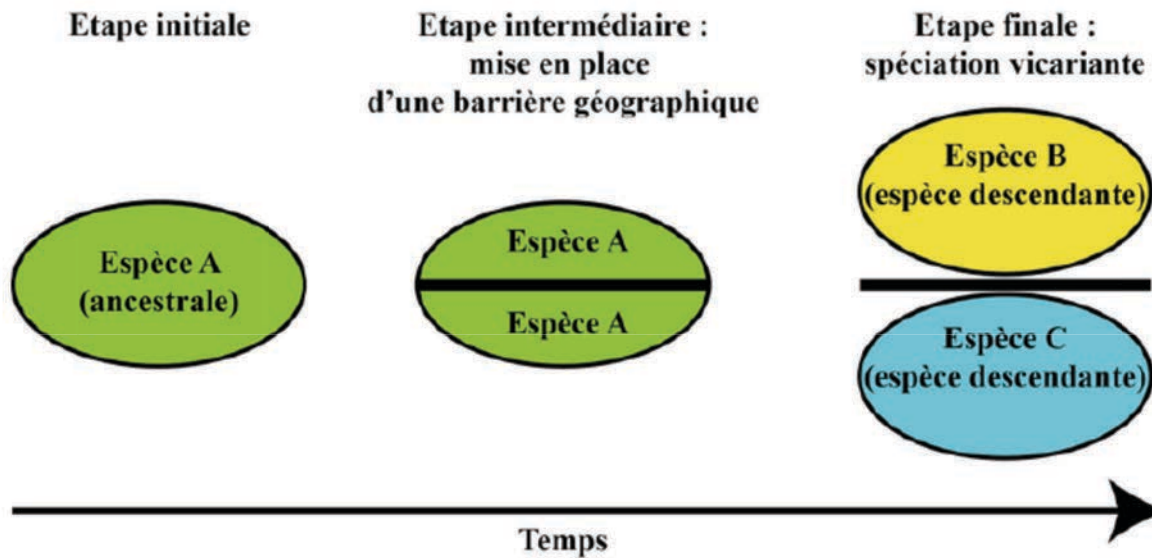 Etape initiale
Etape intermédiaire :
mise en place
d'une barrière géographique
Etape finale :
spéciation vicariante
Espèce A
(ancestrale)
Espèce A
Espèce A
Espèce B
(espèce descendante)
Espèce C
(espèce descendante)
Temps